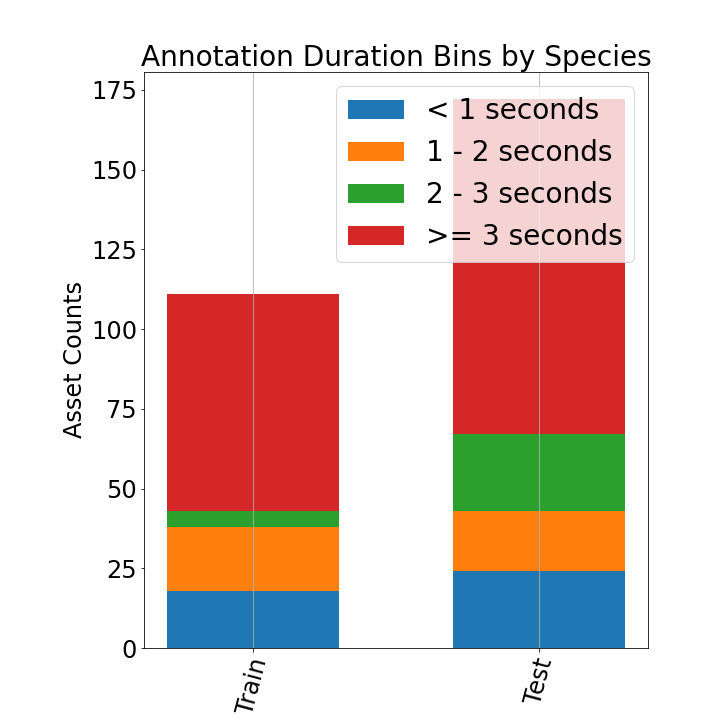 Annotation Duration Bins by Species
< 1 seconds
1 - 2 seconds
2 - 3 seconds
>= 3 seconds
Asset Counts
175
150
125
100
75
50
25
0
Train
Test